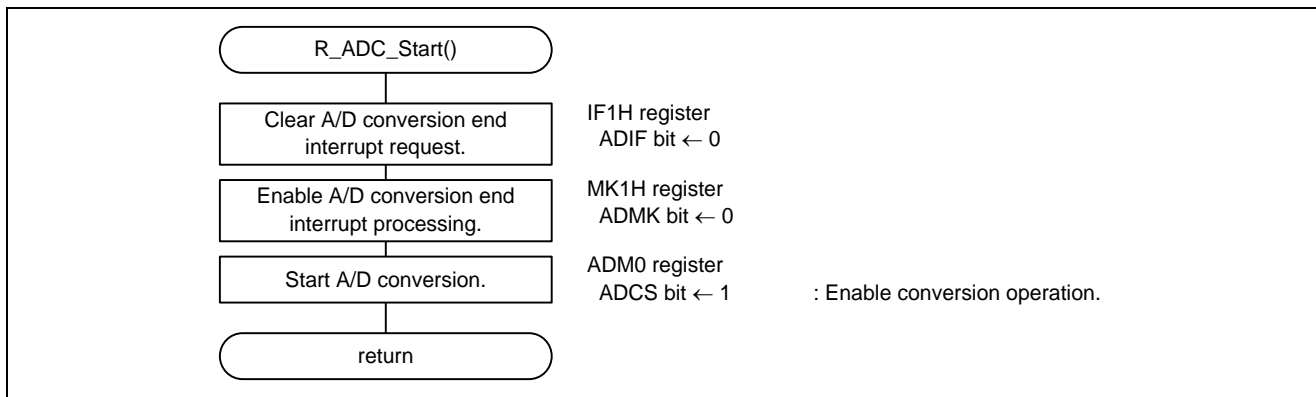 R_ADC_Start()
Clear A/D conversion end
interrupt request.
IF1H register
ADIF bit ← 0
Enable A/D conversion end
interrupt processing.
MK1H register
ADMK bit ← 0
Start A/D conversion.
ADM0 register
ADCS bit ← 1 : Enable conversion operation.
return